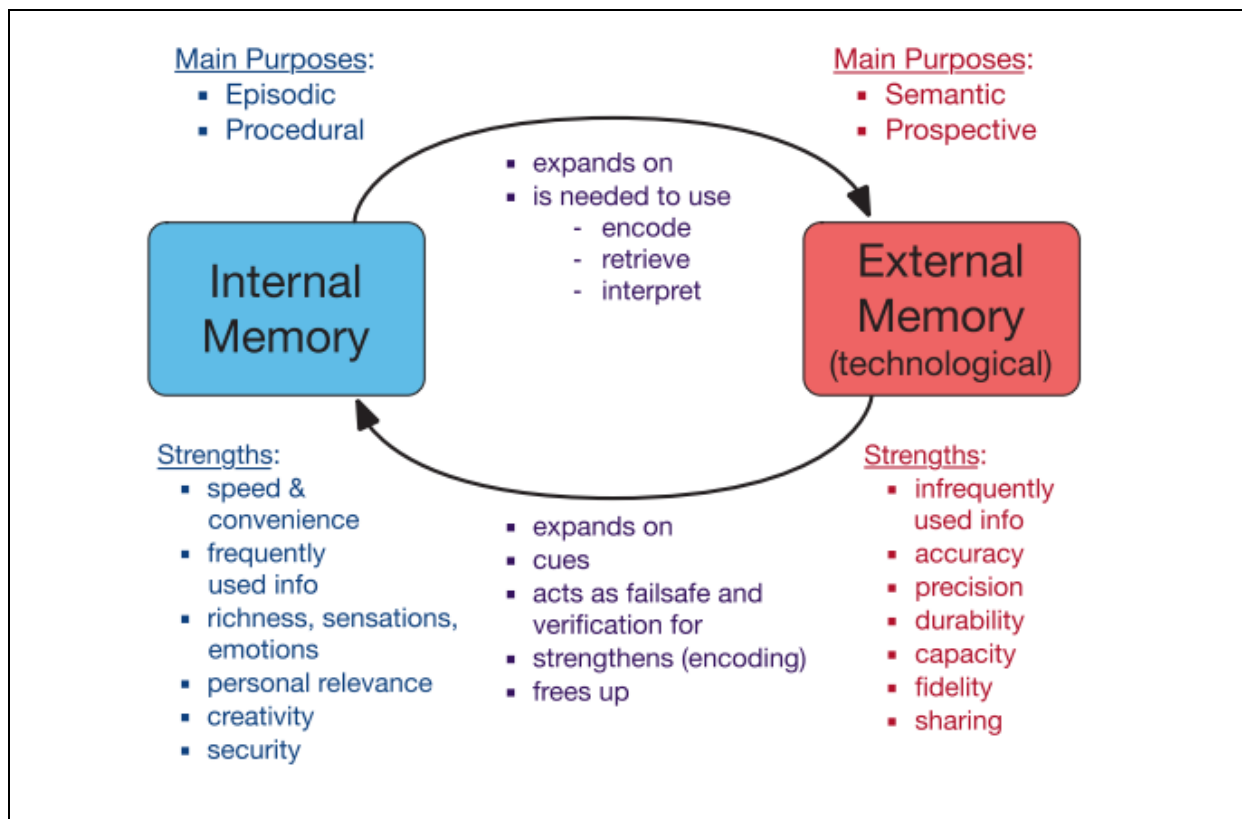 Main Purposes:
▪ Episodic
▪ Procedural
Main Purposes:
▪ Semantic
▪ Prospective
▪ expands on
▪ is needed to use
- encode
- retrieve
- interpret
Internal
Memory
External
Memory
(technological)
Strengths:
▪ speed &
convenience
▪ frequently
used info
▪ richness, sensations,
emotions
▪ personal relevance
▪ creativity
▪ security
▪ expands on
▪ cues
▪ acts as failsafe and
verification for
▪ strengthens (encoding)
▪ frees up
Strengths:
▪ infrequently
used info
▪ accuracy
▪ precision
▪ durability
▪ capacity
▪ fidelity
▪ sharing